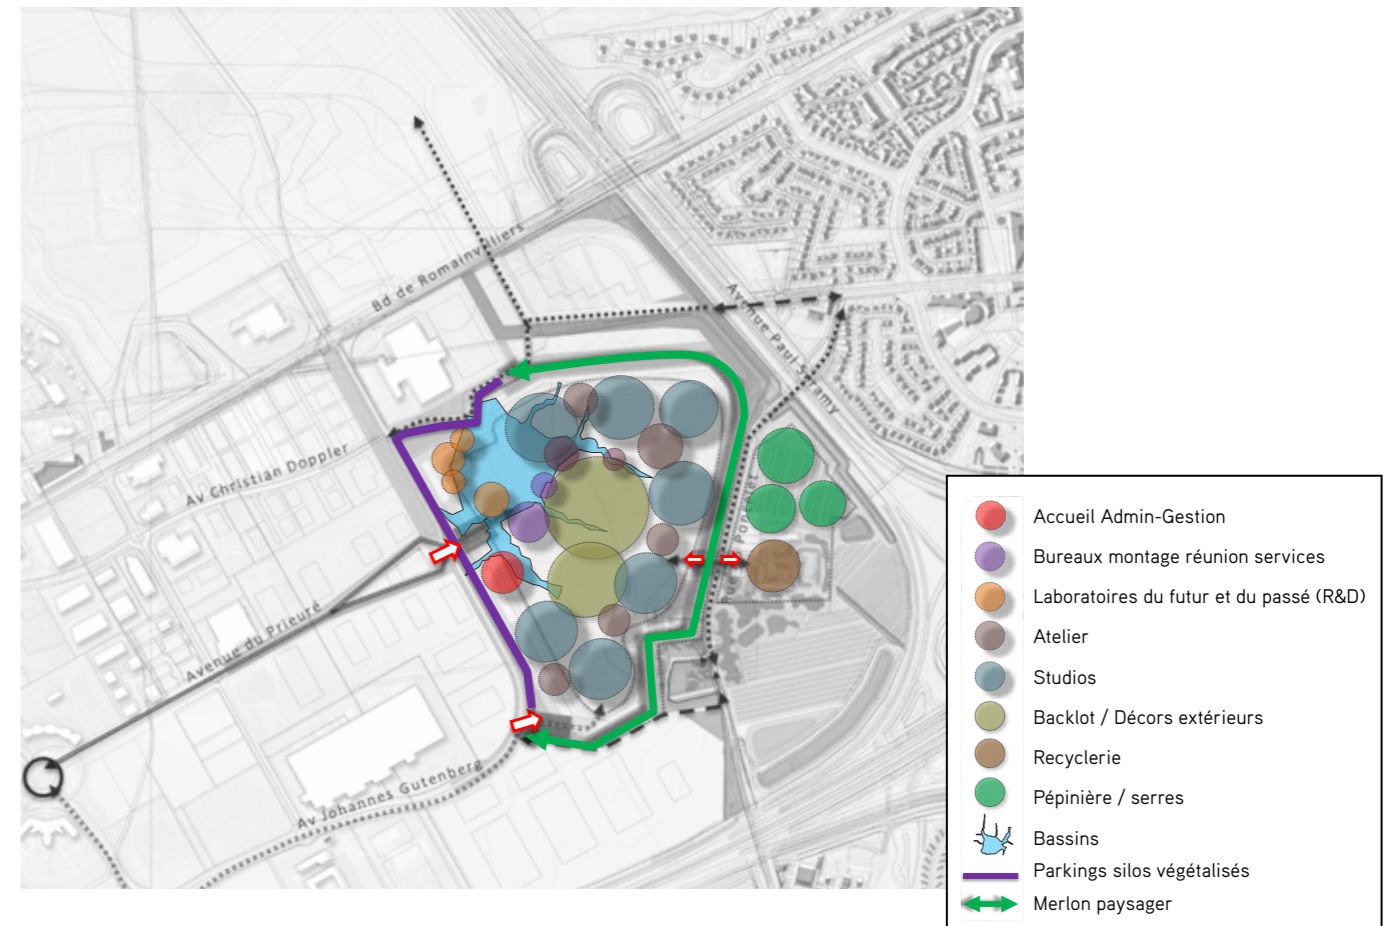 Bd de Romainvilliers
Avenue Paul Séramy
Av Christian Doppler
Avenue du Prieuré
Av Johannes Gutenberg
Accueil Admin-Gestion
Bureaux montage réunion services
Laboratoires du futur et du passé (R&D)
Atelier
Studios
Backlot / Décors extérieurs
Recyclerie
Pépinière / serres
Bassins
Parkings silos végétalisés
Merlon paysager